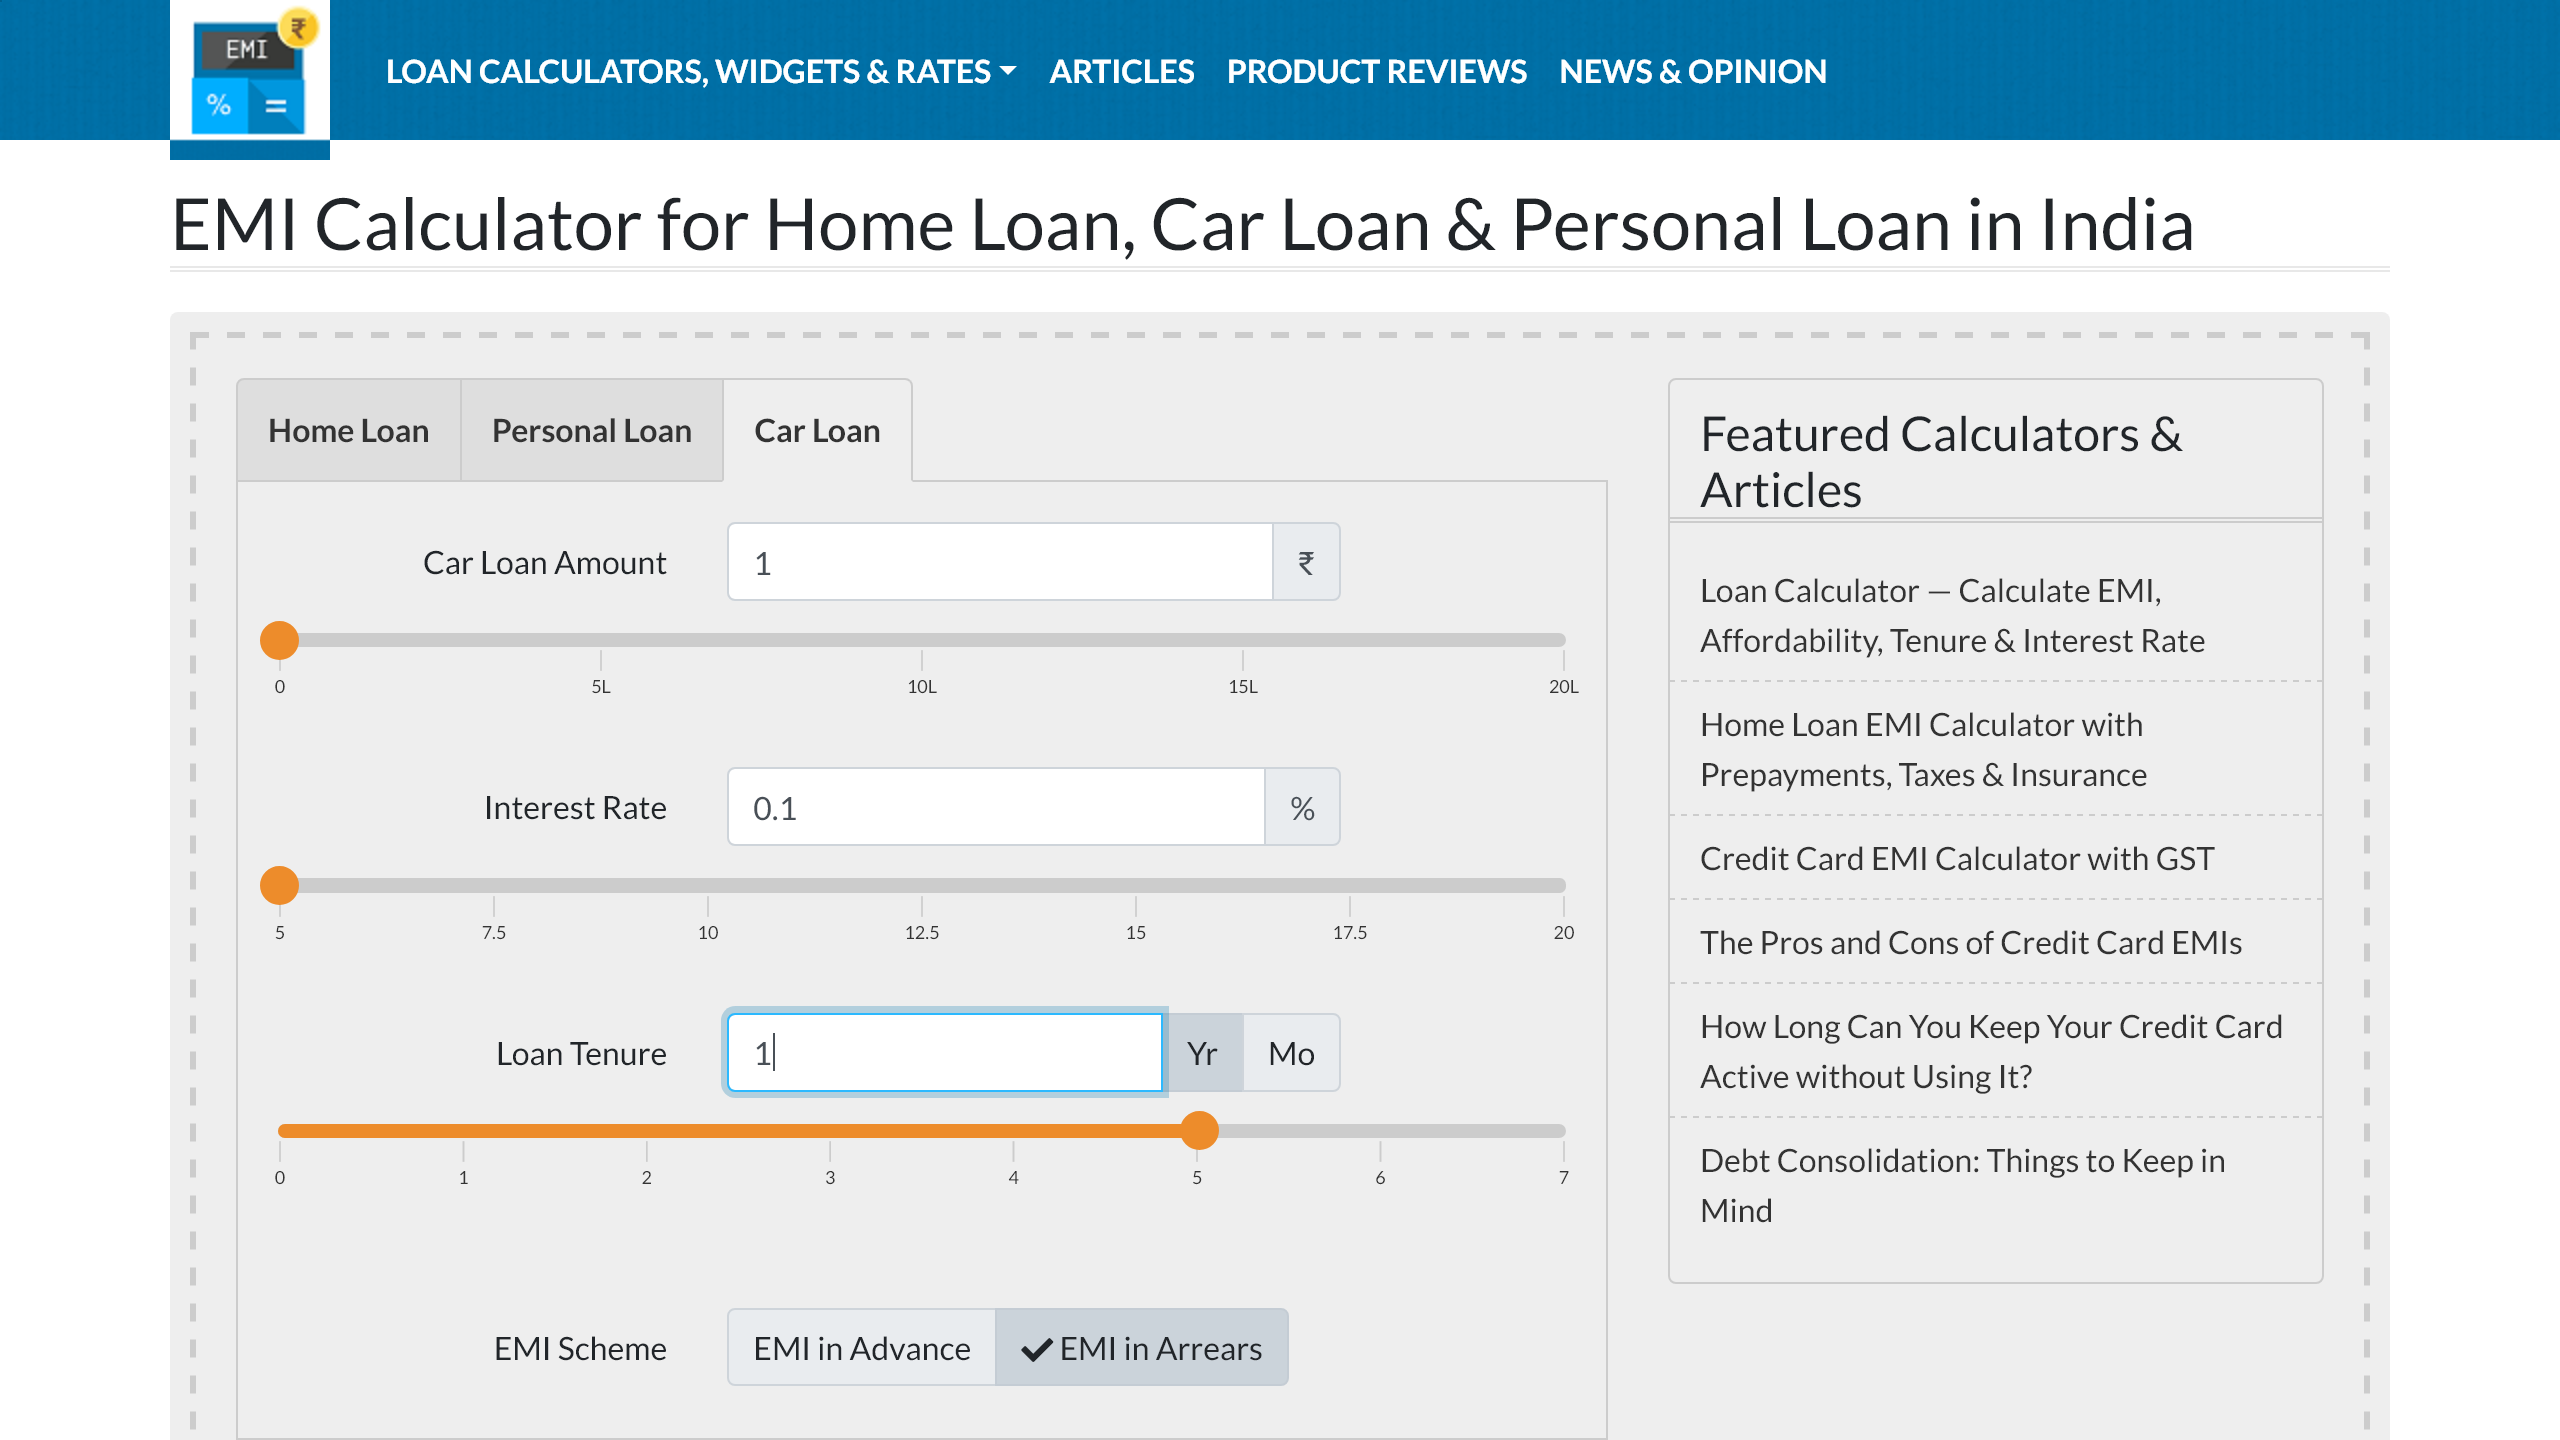 EMI
₹
%
=
LOAN CALCULATORS, WIDGETS & RATES
ARTICLES
PRODUCT REVIEWS
NEWS & OPINION
EMI Calculator for Home Loan, Car Loan & Personal Loan in India
Home Loan
Personal Loan
Car Loan
Car Loan Amount
1
₹
0
5L
10L
15L
20L
Interest Rate
0.1
%
5
7.5
10
12.5
15
17.5
20
Loan Tenure
1
Yr
Mo
0
1
2
3
4
5
6
7
EMI Scheme
EMI in Advance
EMI in Arrears
Featured Calculators &
Articles
Loan Calculator — Calculate EMI,
Affordability, Tenure & Interest Rate
Home Loan EMI Calculator with
Prepayments, Taxes & Insurance
Credit Card EMI Calculator with GST
The Pros and Cons of Credit Card EMIs
How Long Can You Keep Your Credit Card
Active without Using It?
Debt Consolidation: Things to Keep in
Mind